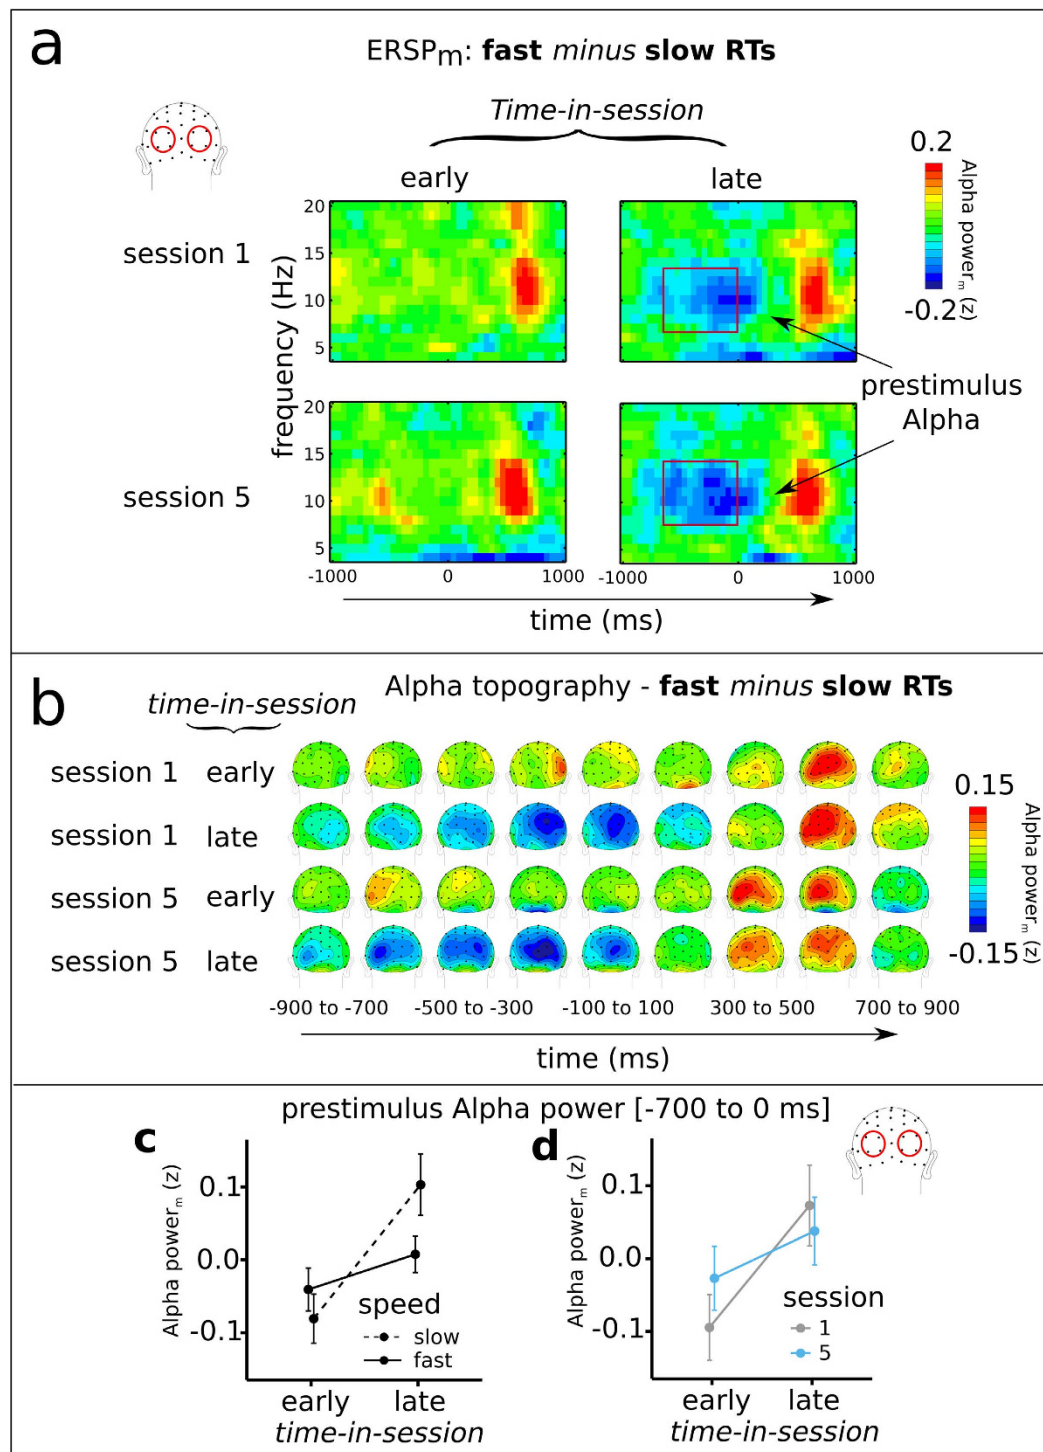 a
ERSPm: fast minus slow RTs
Time-in-session
early late
0.2
Alpha powerm (z)
-0.2
session 1
20
15
10
5
frequency (Hz)
prestimulus
Alpha
session 5
20
15
10
5
-1000 0 1000 -1000 0 1000
time (ms)
b
Alpha topography - fast minus slow RTs
time-in-session
session 1 early
session 1 late
session 5 early
session 5 late
0.15
Alpha powerm (z)
-0.15
-900 to -700 -500 to -300 -100 to 100 300 to 500 700 to 900
time (ms)
prestimulus Alpha power [-700 to 0 ms]
c
Alpha powerm (z)
0.1
0.0
-0.1
speed
slow
fast
early late
time-in-session
d
Alpha powerm (z)
0.1
0.0
-0.1
session
1
5
early late
time-in-session